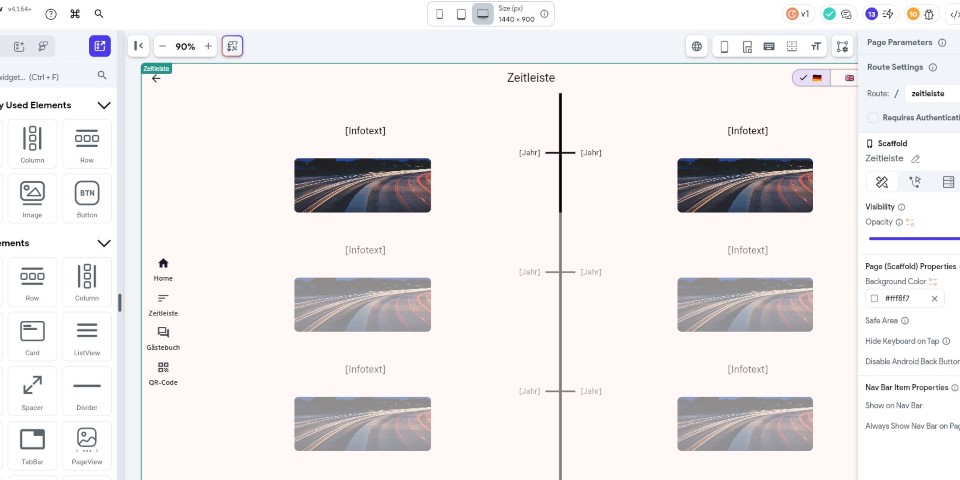 v4.1.54+
90%
Size (px)
1440 × 900
v1
13
10
widget... (Ctrl + F)
y Used Elements
Column
Row
Image
BTN
Button
ements
Row
Column
Card
ListView
Spacer
Divider
TabBar
PageView
Zeitleiste
Zeitleiste
[Infotext]
[Infotext]
[Jahr]
[Jahr]
[Infotext]
[Infotext]
[Jahr]
[Jahr]
[Infotext]
[Infotext]
[Jahr]
[Jahr]
Home
Zeitleiste
Gästebuch
QR-Code
Page Parameters
Route Settings
Route: / zeitleiste
Requires Authenticati
Scaffold
Zeitleiste
Visibility
Opacity
Page (Scaffold) Properties
Background Color
#fff8f7
Safe Area
Hide Keyboard on Tap
Disable Android Back Button
Nav Bar Item Properties
Show on Nav Bar
Always Show Nav Bar on Pag